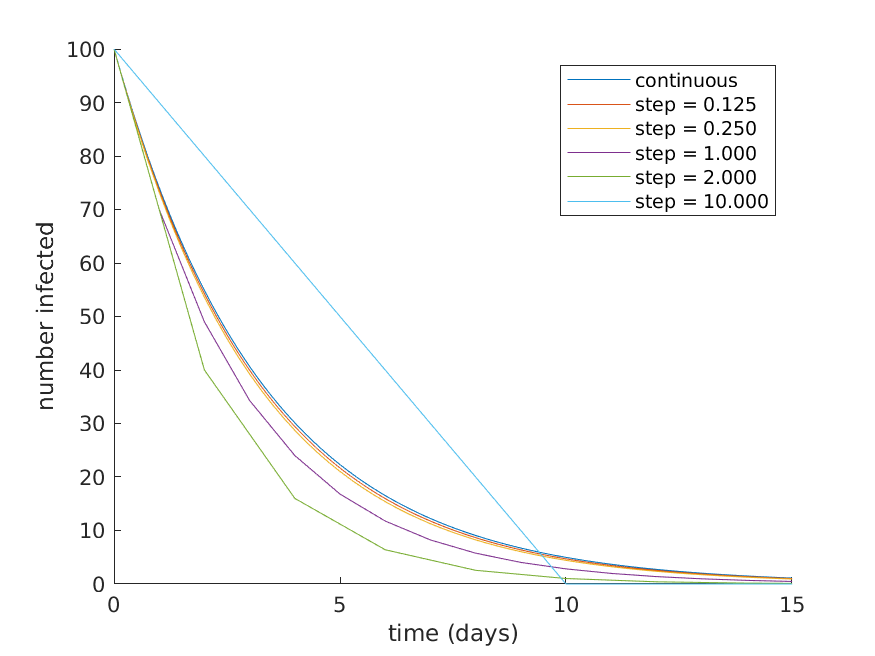 100
90
80
70
60
50
40
30
20
10
0
number infected
continuous
step = 0.125
step = 0.250
step = 1.000
step = 2.000
step = 10.000
0 5 10 15
time (days)